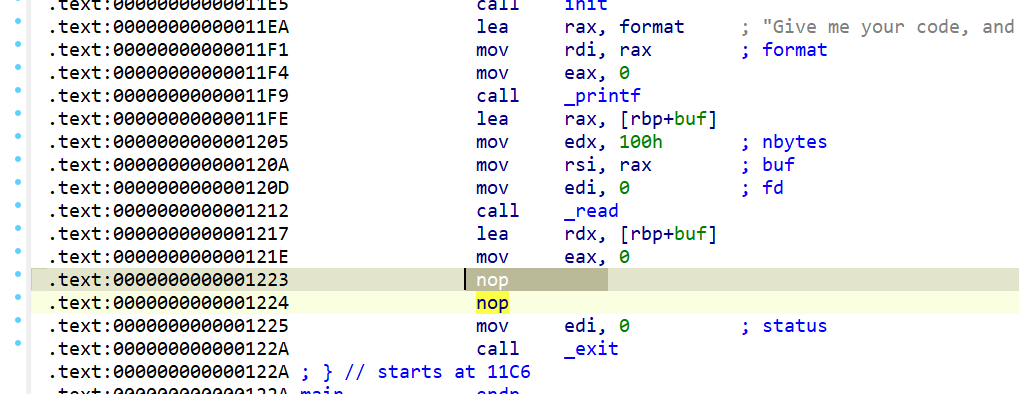 .text:00000000000011E5 call init
.text:00000000000011EA lea rax, format ; "Give me your code, and
.text:00000000000011F1 mov rdi, rax ; format
.text:00000000000011F4 mov eax, 0
.text:00000000000011F9 call _printf
.text:00000000000011FE lea rax, [rbp+buf]
.text:0000000000001205 mov edx, 100h ; nbytes
.text:000000000000120A mov rsi, rax ; buf
.text:000000000000120D mov edi, 0 ; fd
.text:0000000000001212 call _read
.text:0000000000001217 lea rdx, [rbp+buf]
.text:000000000000121E mov eax, 0
.text:0000000000001223 nop
.text:0000000000001224 nop
.text:0000000000001225 mov edi, 0 ; status
.text:000000000000122A call _exit
.text:000000000000122A ; } // starts at 11C6
.text:000000000000122A main endp